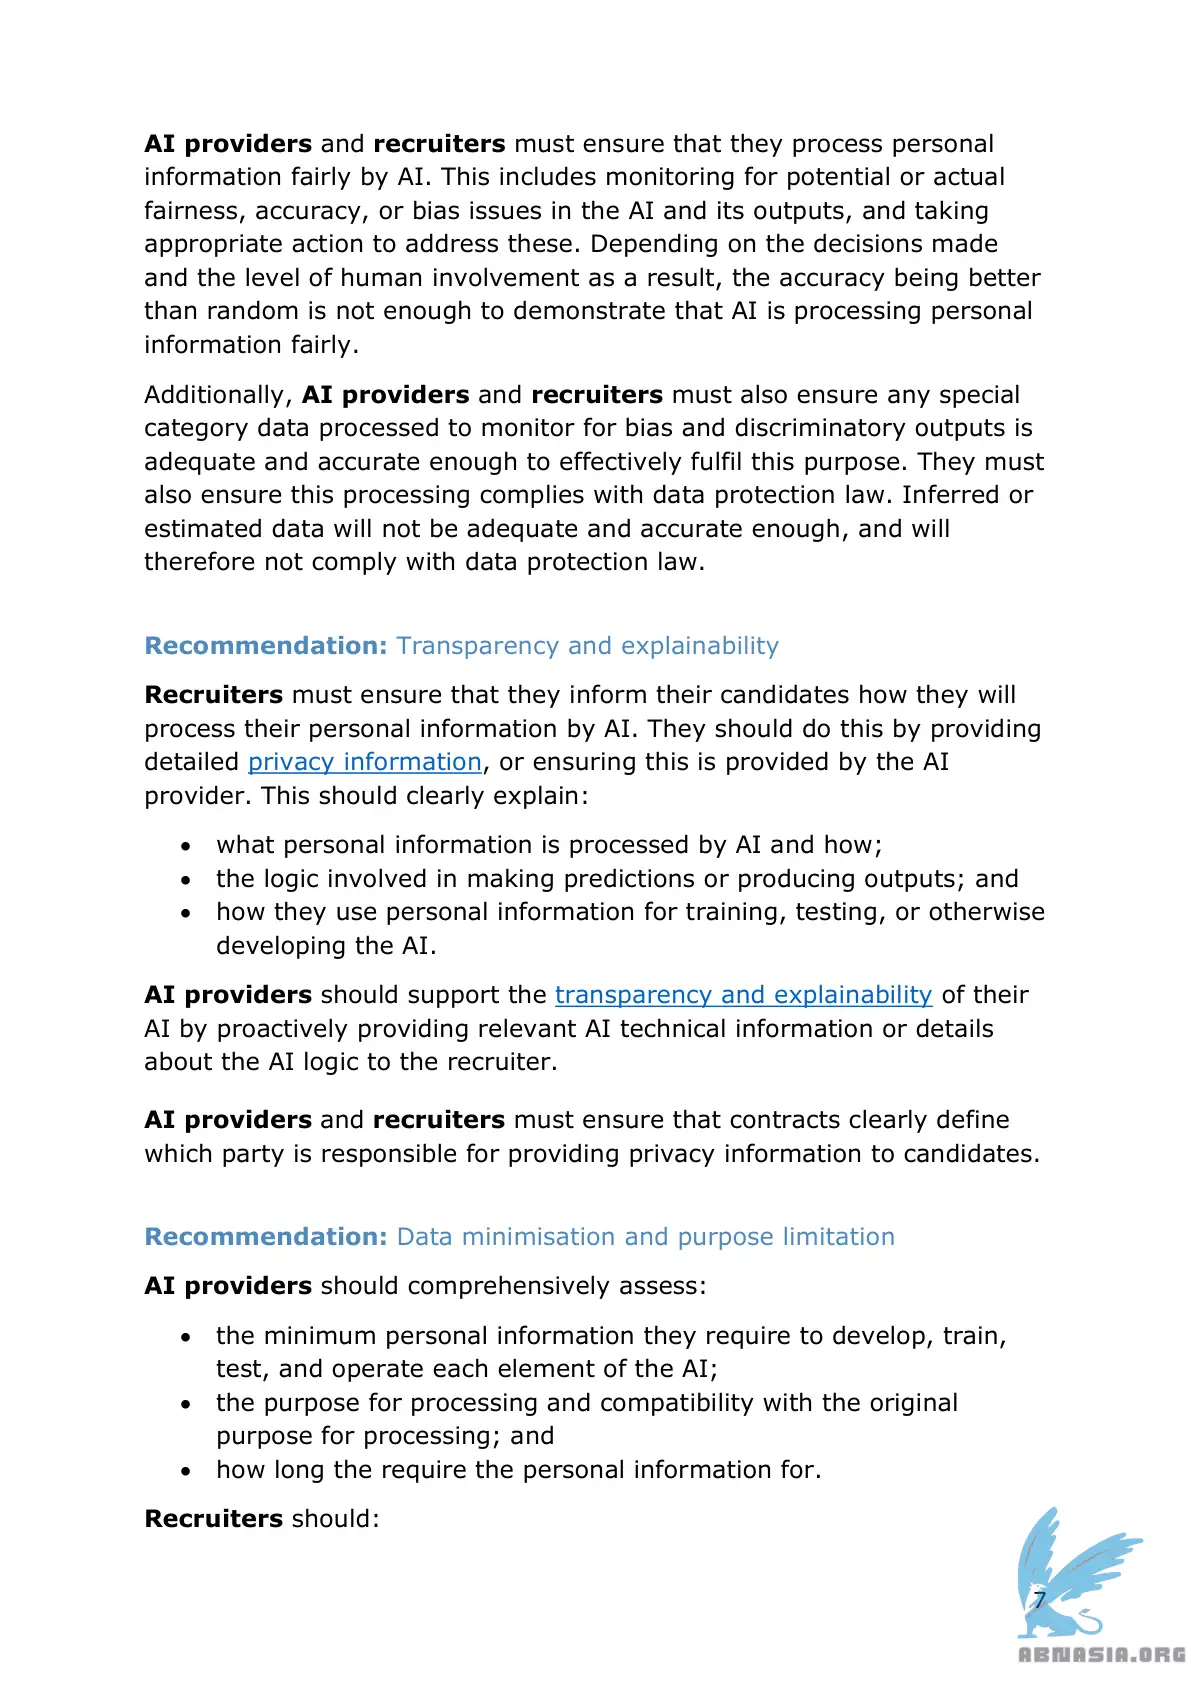 AI providers and recruiters must ensure that they process personal
information fairly by AI. This includes monitoring for potential or actual
fairness, accuracy, or bias issues in the AI and its outputs, and taking
appropriate action to address these. Depending on the decisions made
and the level of human involvement as a result, the accuracy being better
than random is not enough to demonstrate that AI is processing personal
information fairly.
Additionally, AI providers and recruiters must also ensure any special
category data processed to monitor for bias and discriminatory outputs is
adequate and accurate enough to effectively fulfil this purpose. They must
also ensure this processing complies with data protection law. Inferred or
estimated data will not be adequate and accurate enough, and will
therefore not comply with data protection law.
Recommendation: Transparency and explainability
Recruiters must ensure that they inform their candidates how they will
process their personal information by AI. They should do this by providing
detailed privacy information, or ensuring this is provided by the AI
provider. This should clearly explain:
• what personal information is processed by AI and how;
• the logic involved in making predictions or producing outputs; and
• how they use personal information for training, testing, or otherwise
developing the AI.
AI providers should support the transparency and explainability of their
AI by proactively providing relevant AI technical information or details
about the AI logic to the recruiter.
AI providers and recruiters must ensure that contracts clearly define
which party is responsible for providing privacy information to candidates.
Recommendation: Data minimisation and purpose limitation
AI providers should comprehensively assess:
• the minimum personal information they require to develop, train,
test, and operate each element of the AI;
• the purpose for processing and compatibility with the original
purpose for processing; and
• how long the require the personal information for.
Recruiters should:
7
ABNASIA.ORG